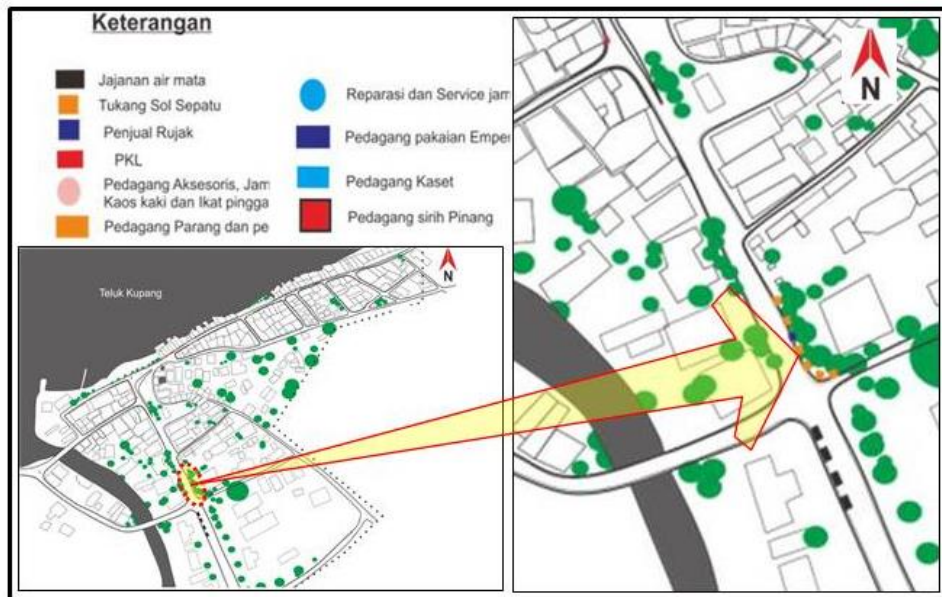 Keterangan
Jajanan air mata
Tukang Sol Sepatu
Penjual Rujak
PKL
Pedagang Aksesoris, Jam
Kaos kaki dan Ikat pingga
Pedagang Parang dan pe
Reparasi dan Service jam
Pedagang pakaian Empe
Pedagang Kaset
Pedagang sirih Pinang
Teluk Kupang
N
N